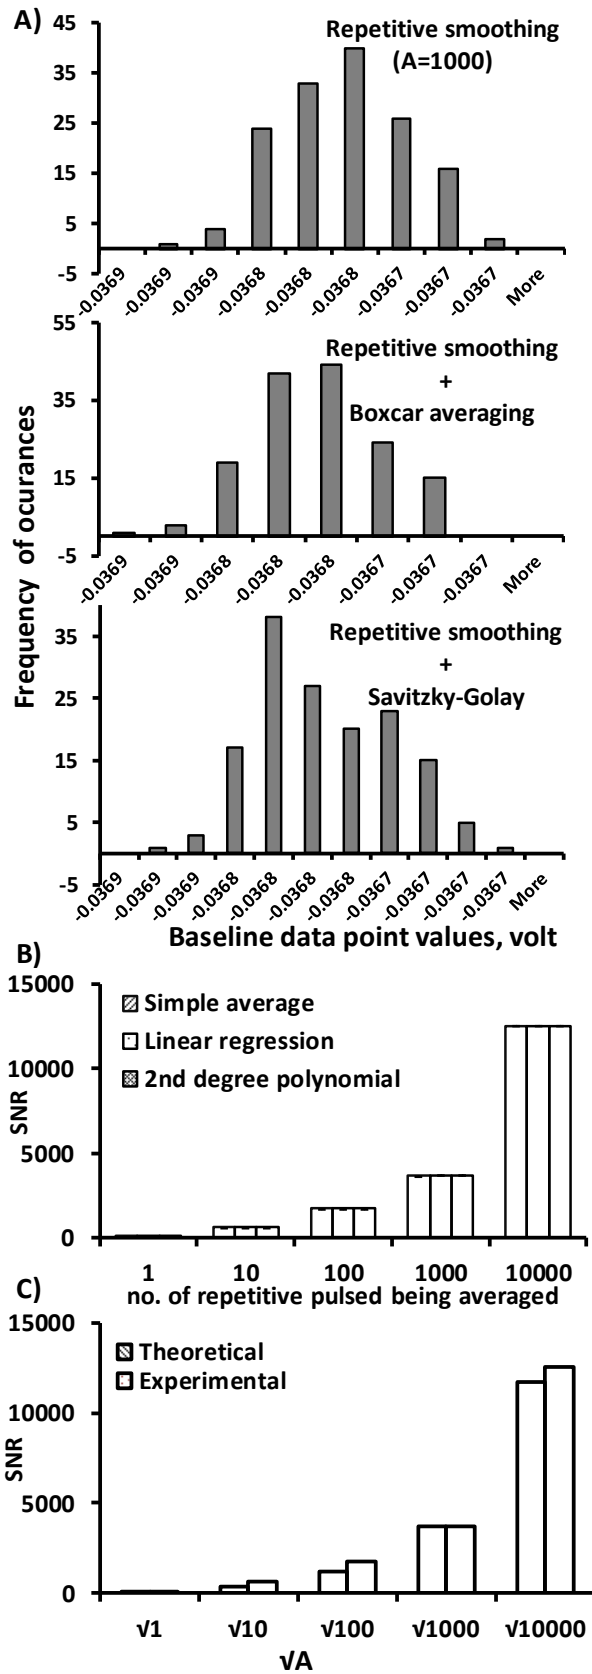 A)
Frequency of ocurances
45
35
25
15
5
-5
Repetitive smoothing
(A=1000)
-0.0369
-0.0369
-0.0369
-0.0368
-0.0368
-0.0368
-0.0367
-0.0367
-0.0367
More
55
35
15
-5
Repetitive smoothing
+
Boxcar averaging
-0.0369
-0.0369
-0.0368
-0.0368
-0.0368
-0.0367
-0.0367
-0.0367
More
35
25
15
5
-5
Repetitive smoothing
+
Savitzky-Golay
-0.0369
-0.0369
-0.0369
-0.0368
-0.0368
-0.0368
-0.0368
-0.0367
-0.0367
-0.0367
-0.0367
More
Baseline data point values, volt
B)
SNR
15000
10000
5000
0
Simple average
Linear regression
2nd degree polynomial
1 10 100 1000 10000
no. of repetitive pulsed being averaged
C)
SNR
15000
10000
5000
0
Theoretical
Experimental
√1 √10 √100 √1000 √10000
√A